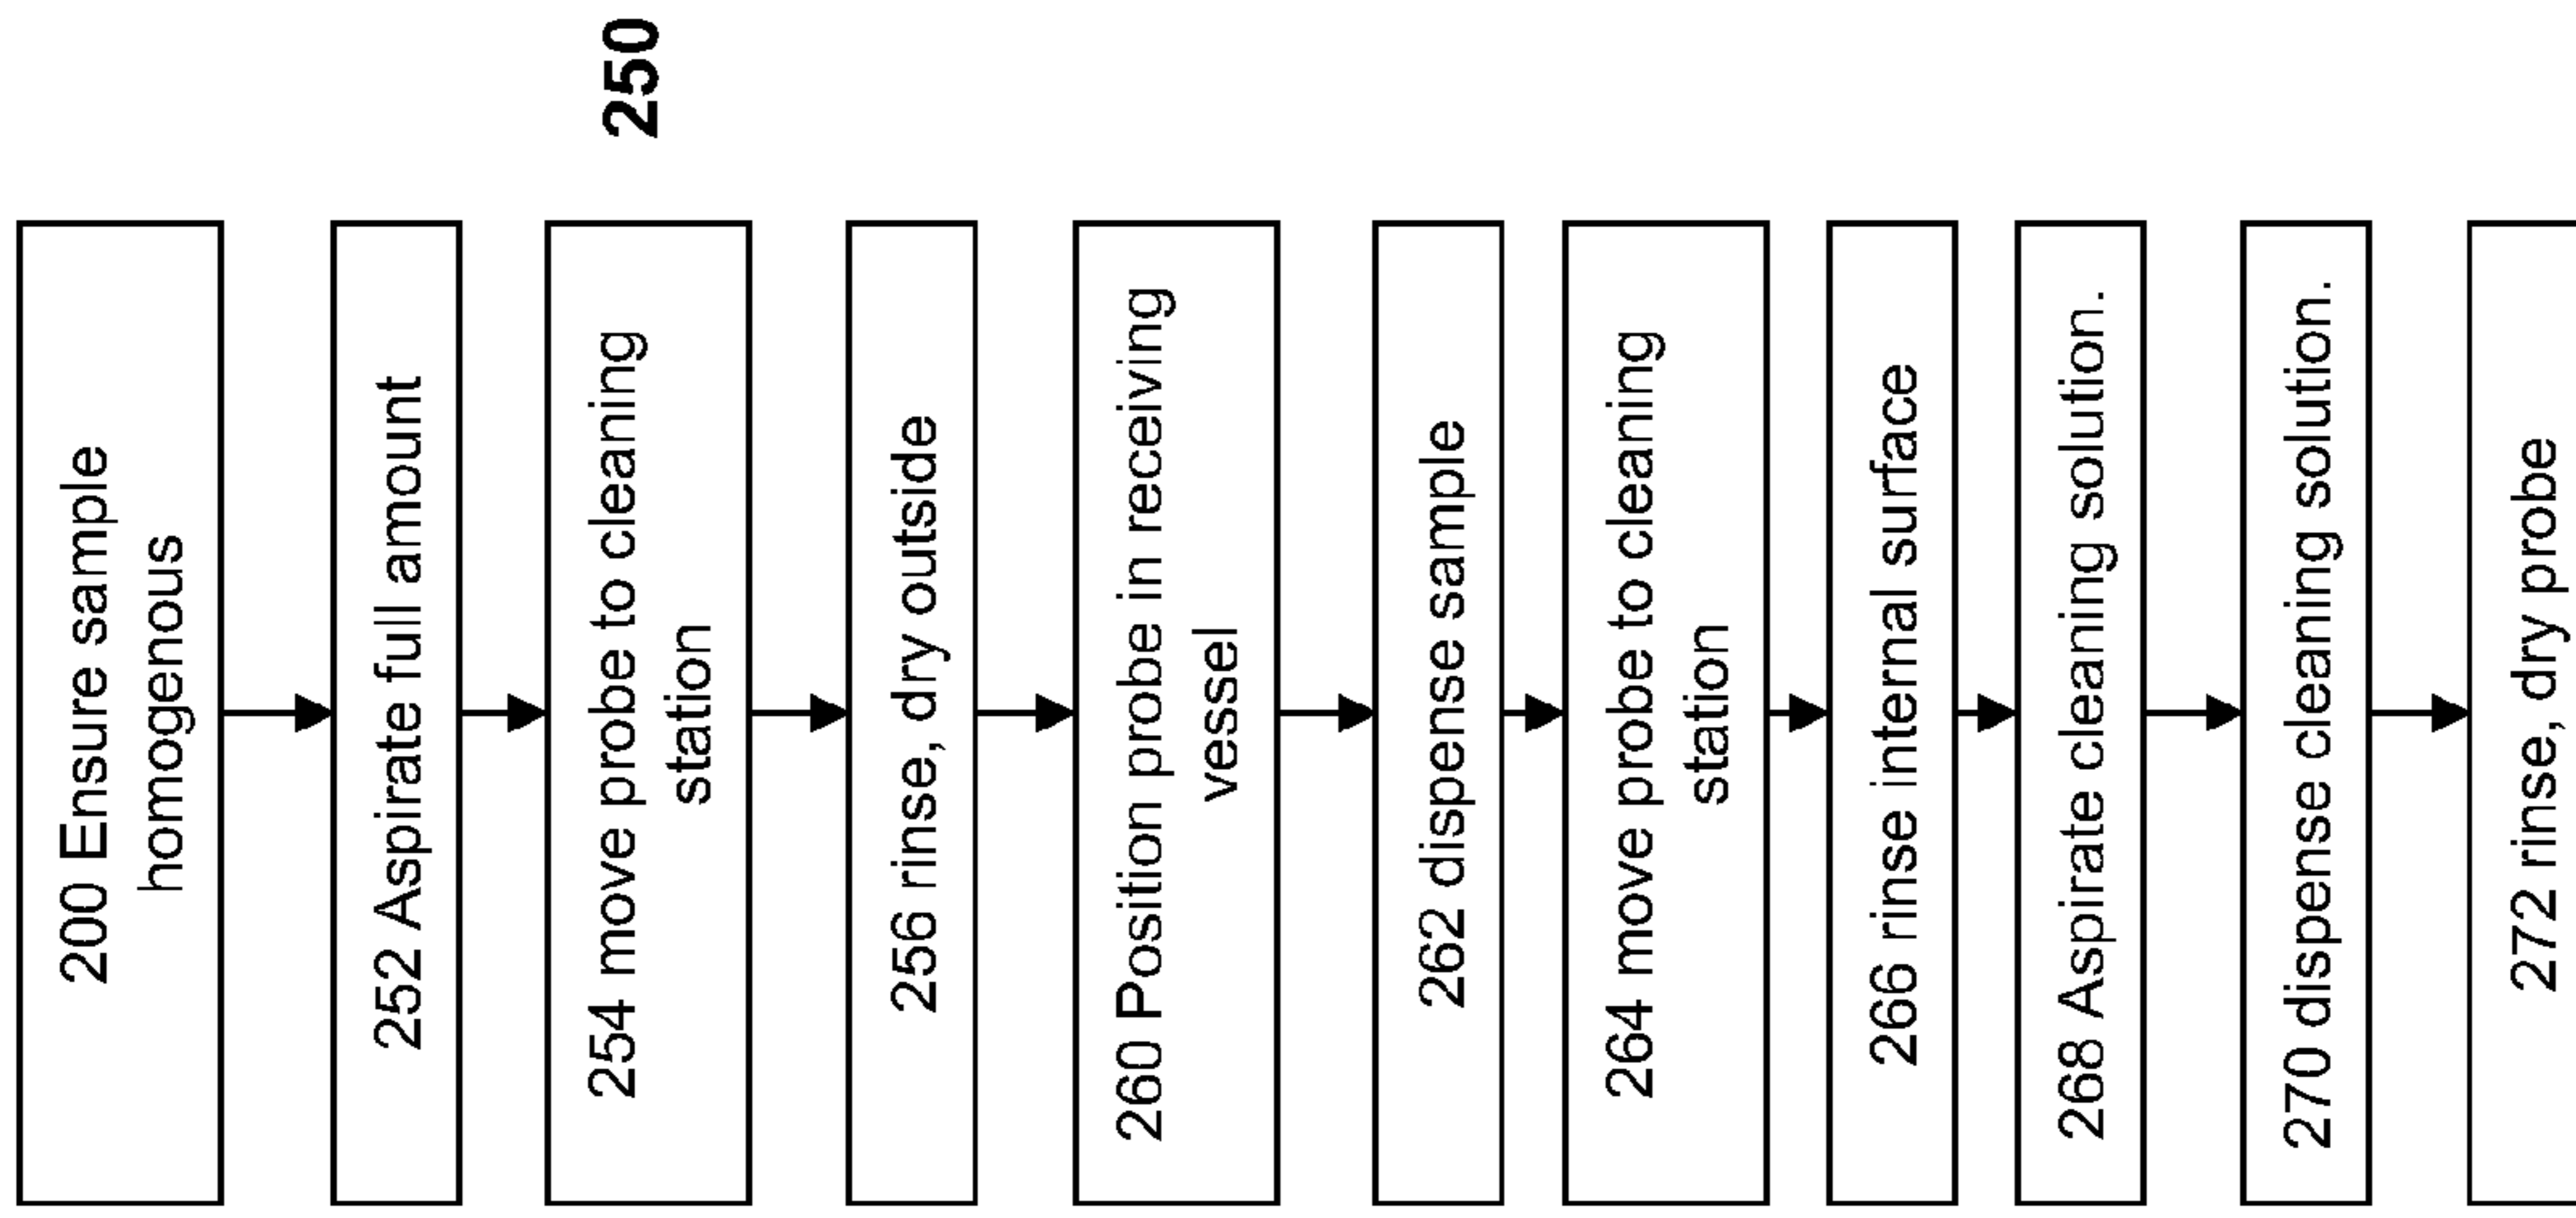 250
200 Ensure sample
homogenous
252 Aspirate full amount
254 move probe to cleaning
station
256 rinse, dry outside
260 Position probe in receiving
vessel
262 dispense sample
264 move probe to cleaning
station
266 rinse internal surface
268 Aspirate cleaning solution.
270 dispense cleaning solution.
272 rinse, dry probe